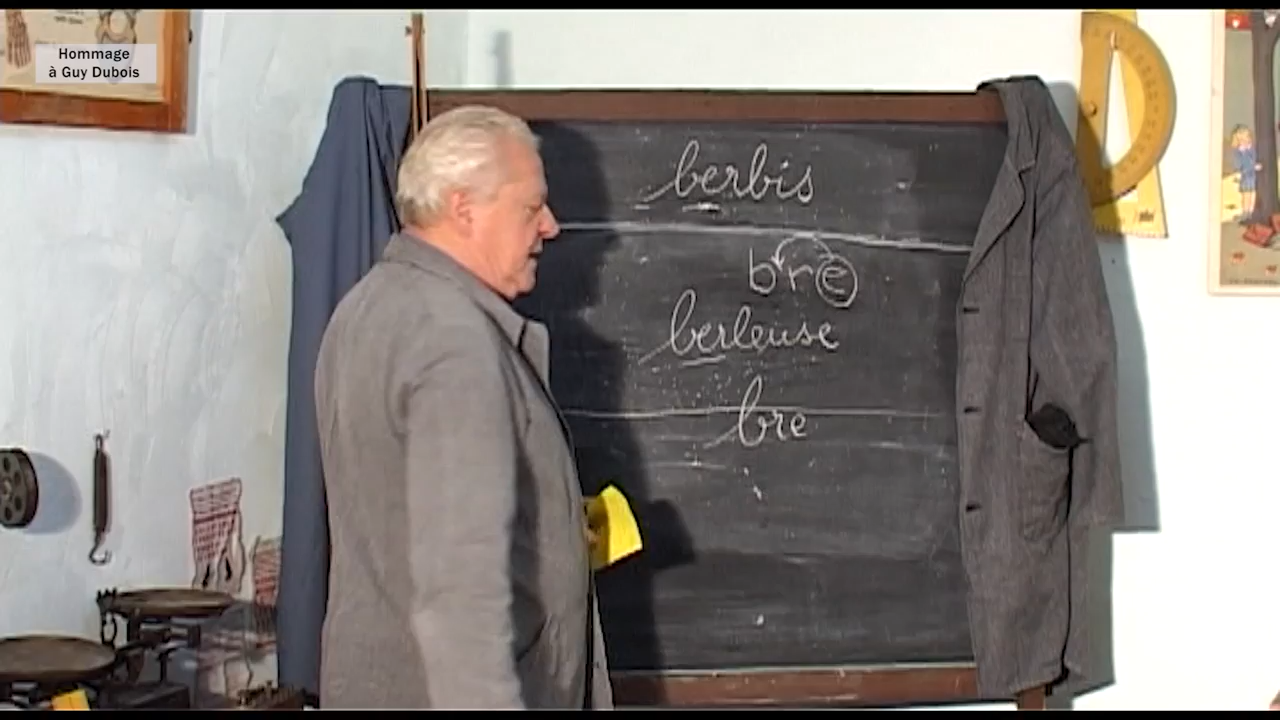 Hommage
à Guy Dubois
berbis
bre
berleuse
bre